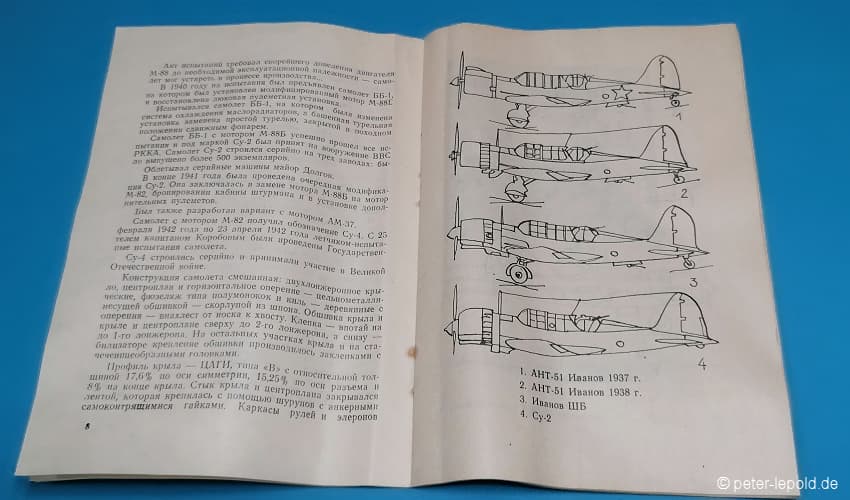 Акт испытаний требовал скорейшего доведения двигателя
М-88 до необходимой эксплуатационной надежности — само-
лет мог устареть в процессе производства...
В 1940 году на испытания был предъявлен самолет ББ-1,
на котором был установлен модифицированный мотор М-88Б
и восстановлена люковая пулеметная установка.
Испытывался самолет ББ-1, на котором была изменена
система охлаждения маслорадиаторов, а башенная турельная
установка заменена простой турелью, закрытой в походном
положении сдвижным фонарем.
Самолет ББ-1 с мотором М-88Б успешно прошел все ис-
пытания и под маркой Су-2 был принят на вооружение ВВС
РККА. Самолет Су-2 строился серийно на трех заводах: бы-
ло выпущено более 500 экземпляров.
Облетывал серийные машины майор Долгов.
В конце 1941 года была проведена очередная модифика-
ция Су-2. Она заключалась в замене мотора М-88Б на мотор
М-82, бронировании кабины штурмана и в установке допол-
нительных пулеметов.
Был также разработан вариант с мотором АМ-37.
Самолет с мотором М-82 получил обозначение Су-4. С 25
февраля 1942 года по 23 апреля 1942 года летчиком-испыта-
телем капитаном Коробовым были проведены Государствен-
ные испытания самолета.
Су-4 строились серийно и принимали участие в Великой
Отечественной войне.
Конструкция самолета смешанная: двухлонжеронное кры-
ло, центроплан и горизонтальное оперение — цельнометалли-
ческие, фюзеляж типа полумонокок и киль — деревянные с
несущей обшивкой — скорлупой из шпона. Обшивка крыла и
оперения — внахлест от носка к хвосту. Клепка — впотай на
крыле и центроплане сверху до 2-го лонжерона, а снизу —
до 1-го лонжерона. На остальных участках крыла и на ста-
билизаторе крепление обшивки производилось заклепками с
чечевицеобразными головками.
Профиль крыла — ЦАГИ, типа «В» с относительной тол-
щиной 17,6% по оси симметрии, 15,25% по оси разъема и
8% на конце крыла. Стык крыла и центроплана закрывался
лентой, которая крепилась с помощью шурупов с анкерными
самоконтрящимися гайками. Каркасы рулей и элеронов
8
1
2
3
4
1. АНТ-51 Иванов 1937 г.
2. АНТ-51 Иванов 1938 г.
3. Иванов ШБ
4. Су-2
© peter-lepold.de